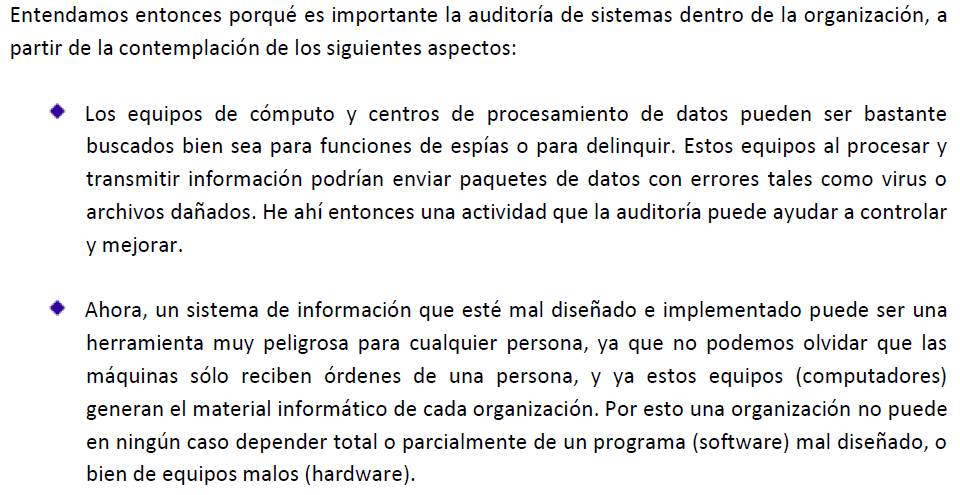 Entendamos entonces porqué es importante la auditoría de sistemas dentro de la organización, a
partir de la contemplación de los siguientes aspectos:
Los equipos de cómputo y centros de procesamiento de datos pueden ser bastante
buscados bien sea para funciones de espías o para delinquir. Estos equipos al procesar y
transmitir información podrían enviar paquetes de datos con errores tales como virus o
archivos dañados. He ahí entonces una actividad que la auditoría puede ayudar a controlar
y mejorar.
Ahora, un sistema de información que esté mal diseñado e implementado puede ser una
herramienta muy peligrosa para cualquier persona, ya que no podemos olvidar que las
máquinas sólo reciben órdenes de una persona, y ya estos equipos (computadores)
generan el material informático de cada organización. Por esto una organización no puede
en ningún caso depender total o parcialmente de un programa (software) mal diseñado, o
bien de equipos malos (hardware).